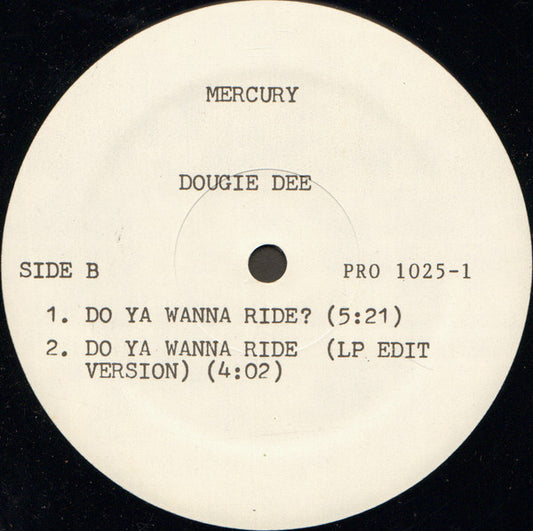 MERCURY
DOUGIE DEE
SIDE B
PRO 1025-1
1. DO YA WANNA RIDE? (5:21)
2. DO YA WANNA RIDE (LP EDIT
VERSION) (4:02)